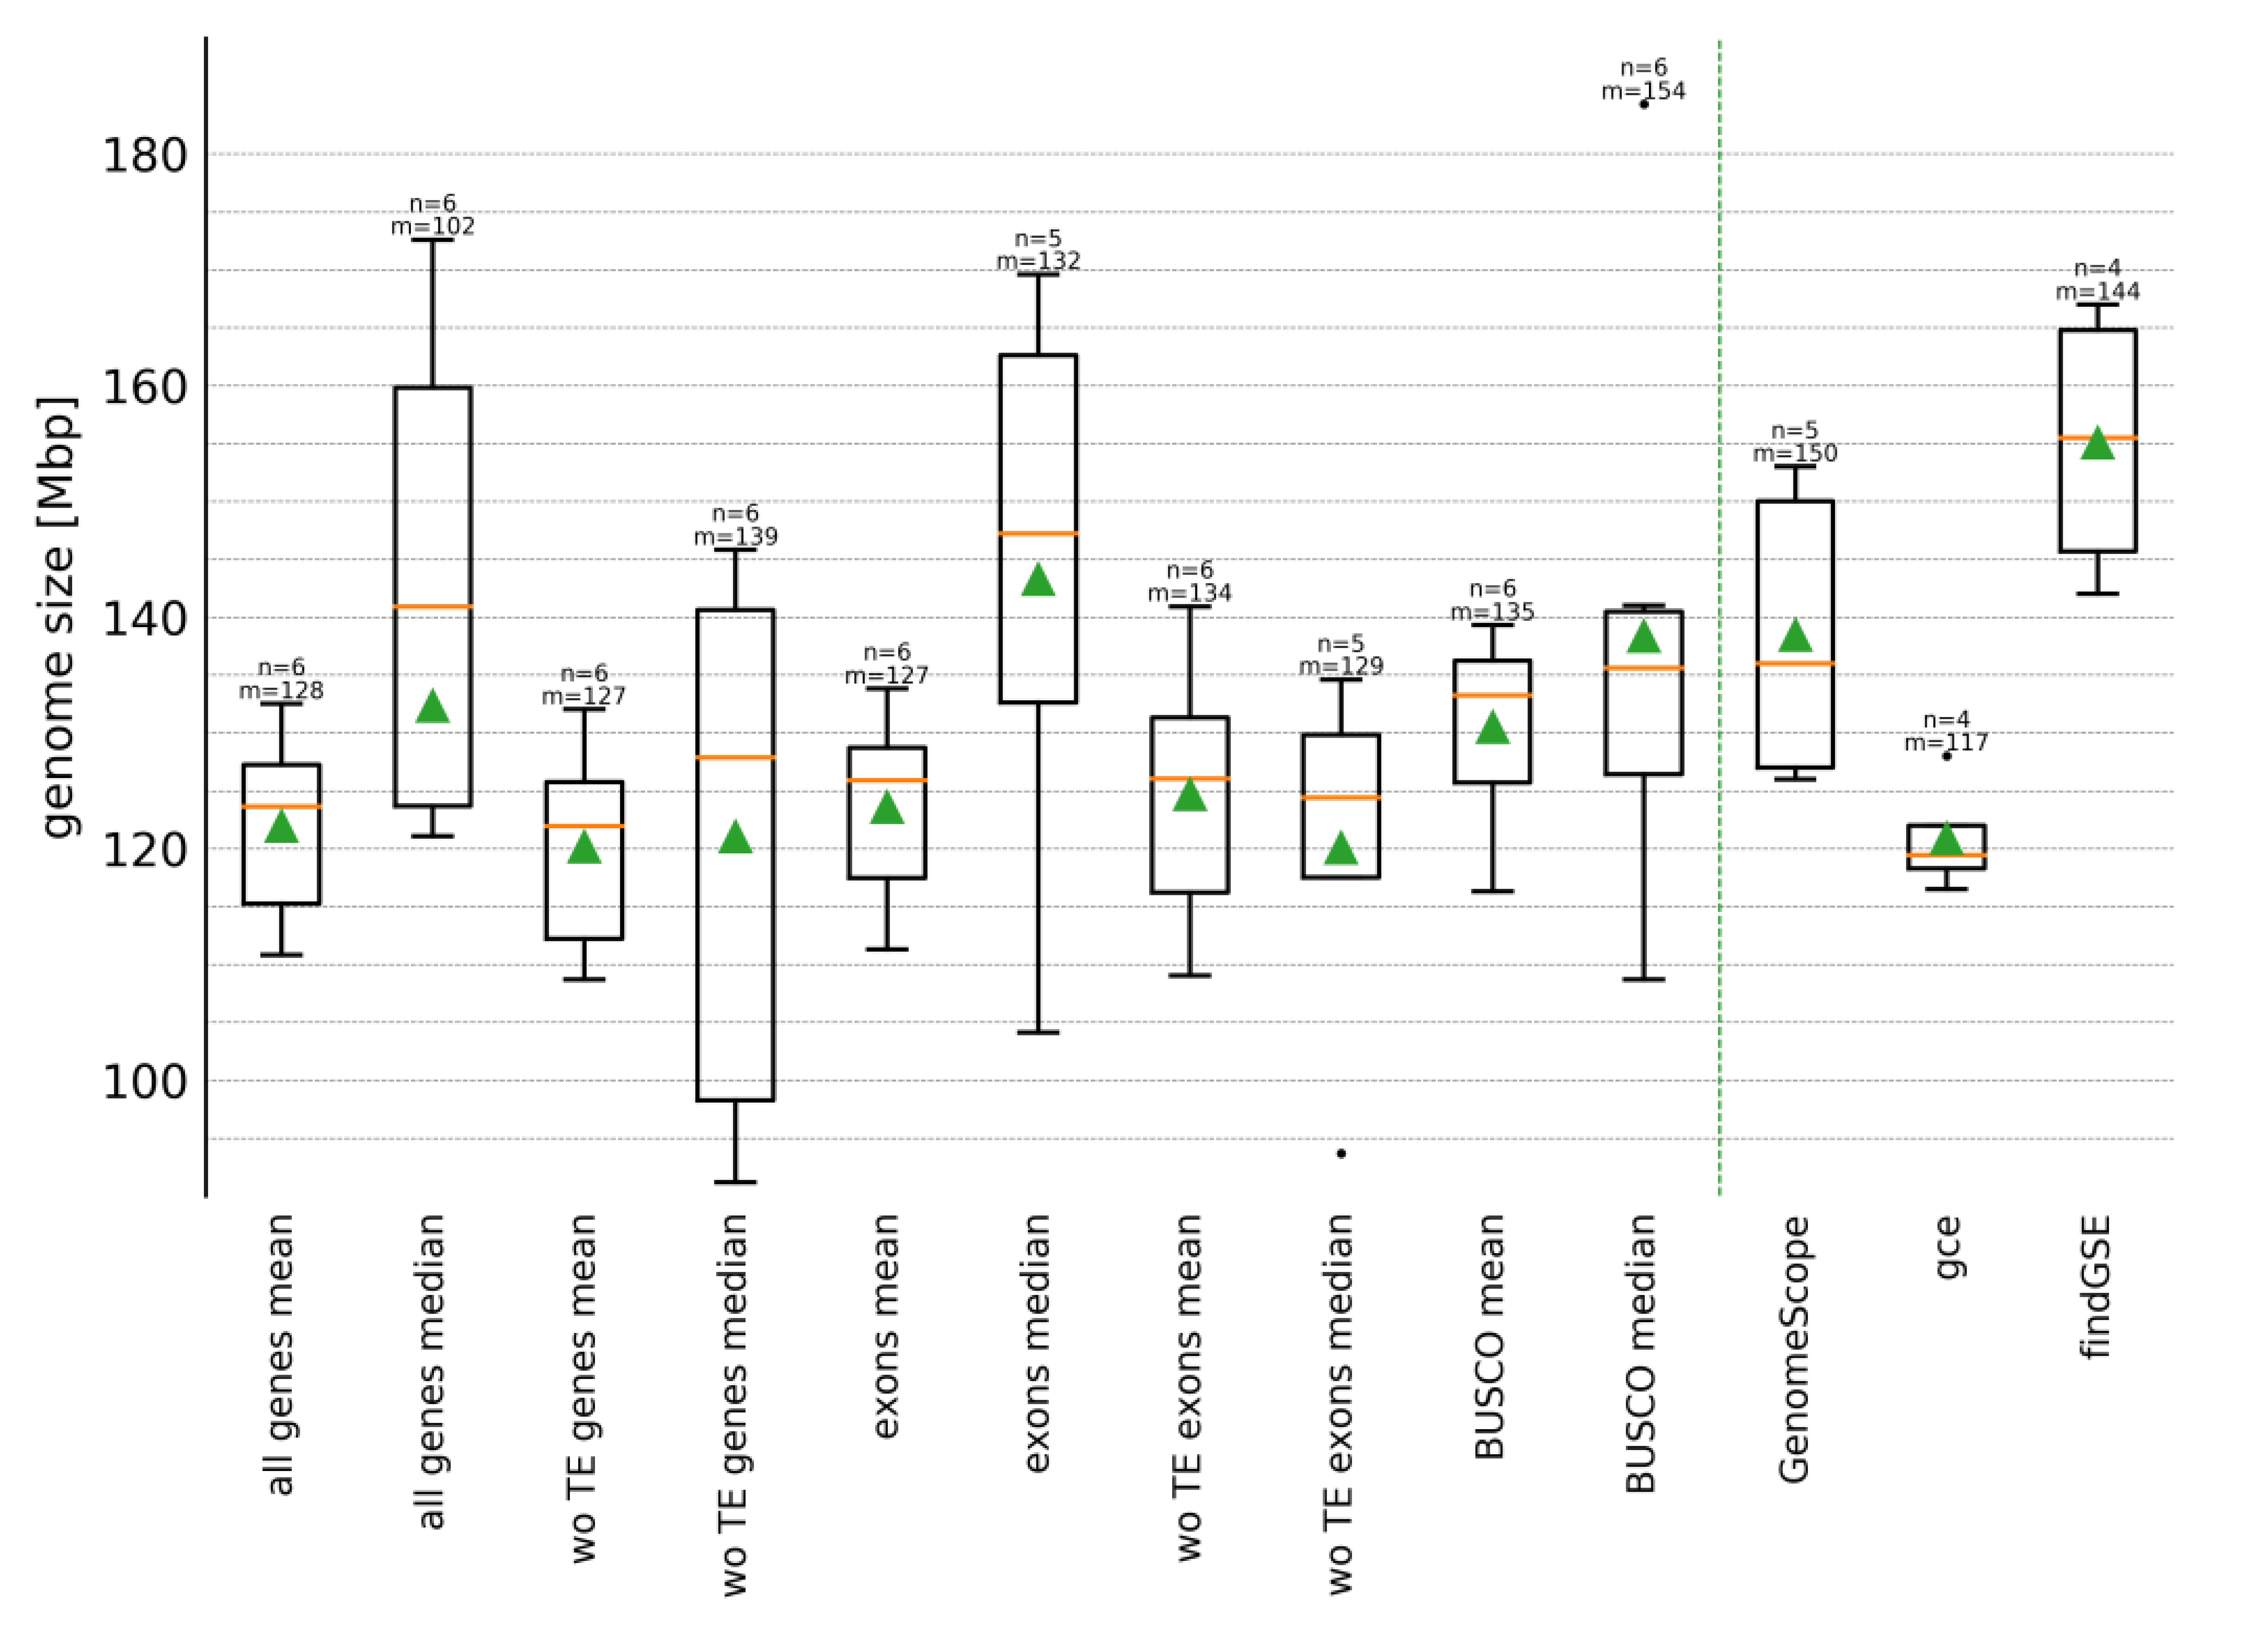 genome size [Mbp]
180
160
140
120
100
n=6
m=128
n=6
m=102
n=6
m=127
n=6
m=139
n=6
m=127
n=5
m=132
n=6
m=134
n=5
m=129
n=6
m=135
n=6
m=154
n=5
m=150
n=4
m=117
n=4
m=144
all genes mean
all genes median
wo TE genes mean
wo TE genes median
exons mean
exons median
wo TE exons mean
wo TE exons median
BUSCO mean
BUSCO median
GenomeScope
gce
findGSE